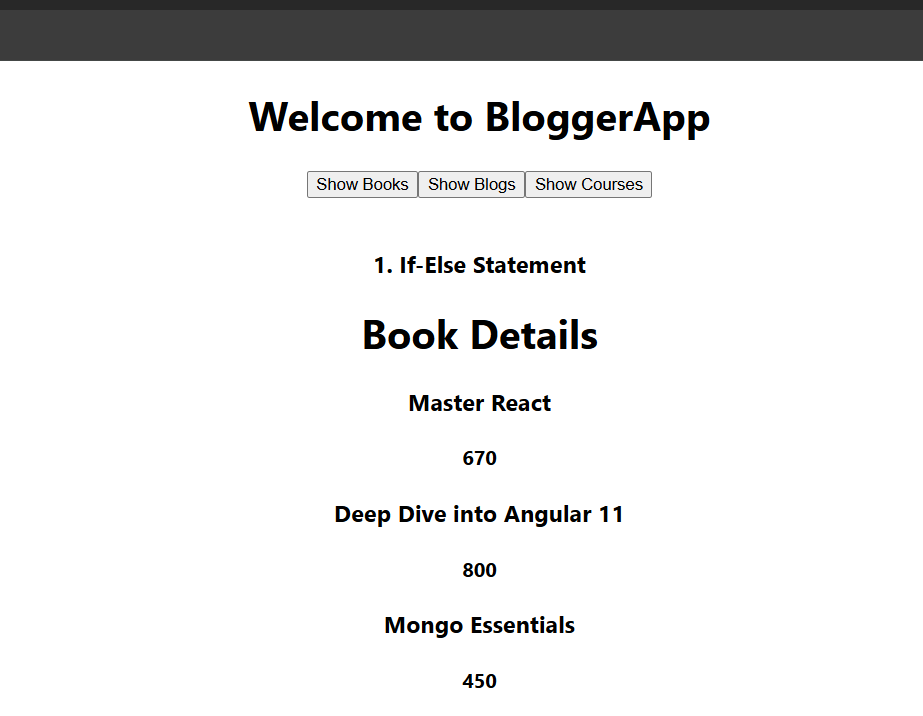 Welcome to BloggerApp
Show Books Show Blogs Show Courses
1. If-Else Statement
Book Details
Master React
670
Deep Dive into Angular 11
800
Mongo Essentials
450